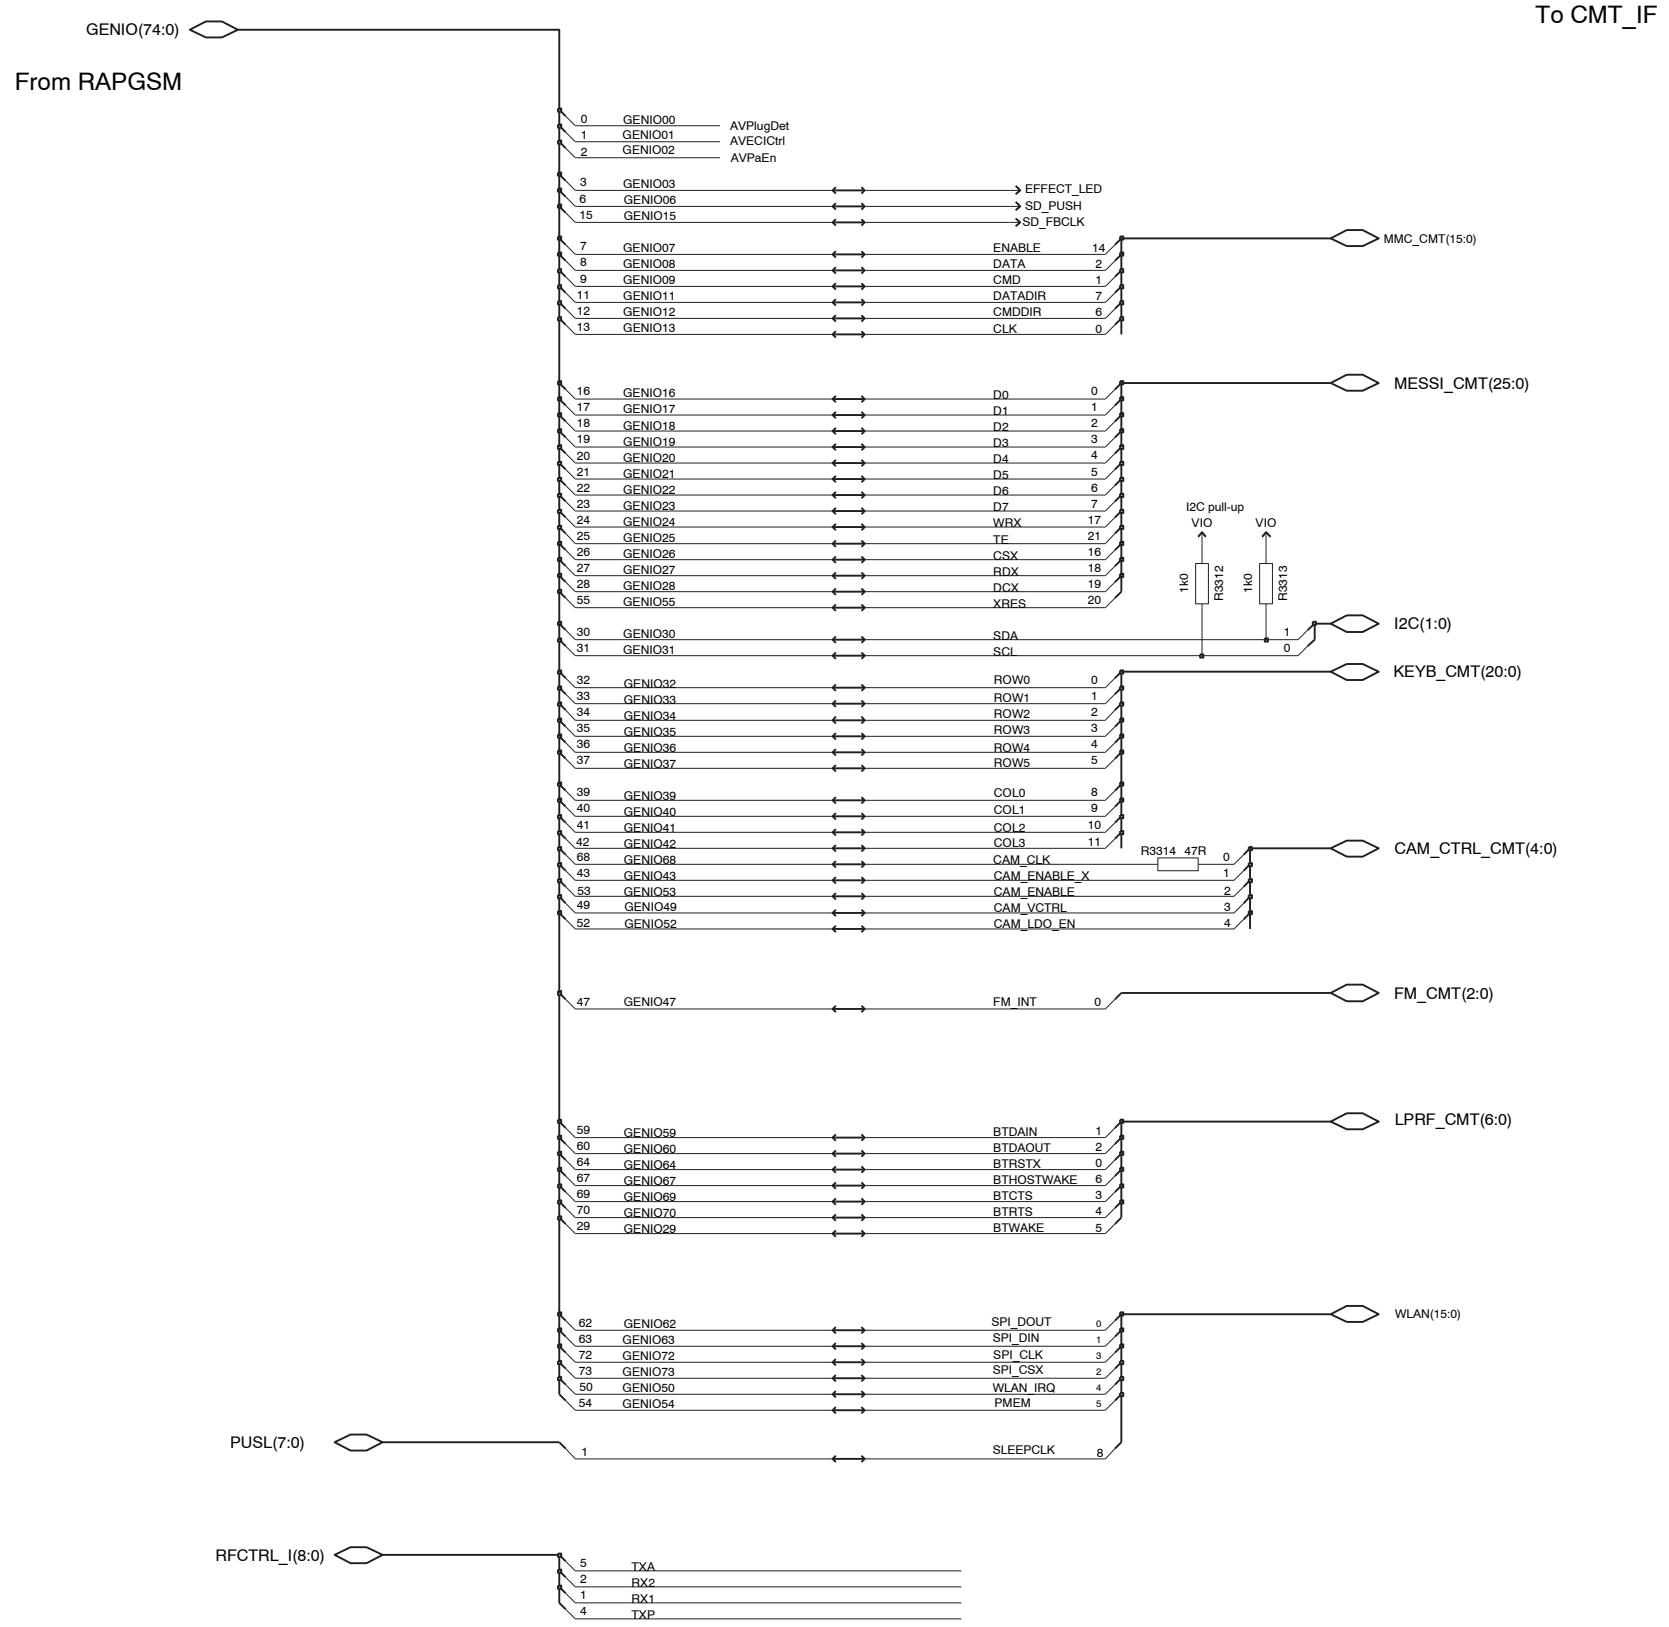 To CMT_IF
GENIO(74:0)
From RAPGSM
0 GENIO00 AVPlugDet
1 GENIO01 AVECICtrl
2 GENIO02 AVPaEn
3 GENIO03 EFFECT_LED
6 GENIO06 SD_PUSH
15 GENIO15 SD_FBCLK
MMC_CMT(15:0)
7 GENIO07 ENABLE 14
8 GENIO08 DATA 2
9 GENIO09 CMD 1
11 GENIO11 DATADIR 7
12 GENIO12 CMDDIR 6
13 GENIO13 CLK 0
MESSI_CMT(25:0)
16 GENIO16 D0 0
17 GENIO17 D1 1
18 GENIO18 D2 2
19 GENIO19 D3 3
20 GENIO20 D4 4
21 GENIO21 D5 5
22 GENIO22 D6 6
23 GENIO23 D7 7
24 GENIO24 WRX 17
25 GENIO25 TE 21
26 GENIO26 CSX 16
27 GENIO27 RDX 18
28 GENIO28 DCX 19
55 GENIO55 XRES 20
I2C pull-up
VIO VIO
1k0 R3312 1k0 R3313
I2C(1:0)
30 GENIO30 SDA 1
31 GENIO31 SCL 0
KEYB_CMT(20:0)
32 GENIO32 ROW0 0
33 GENIO33 ROW1 1
34 GENIO34 ROW2 2
35 GENIO35 ROW3 3
36 GENIO36 ROW4 4
37 GENIO37 ROW5 5
39 GENIO39 COL0 8
40 GENIO40 COL1 9
41 GENIO41 COL2 10
42 GENIO42 COL3 11
CAM_CTRL_CMT(4:0)
68 GENIO68 CAM_CLK R3314 47R 0
43 GENIO43 CAM_ENABLE_X 1
53 GENIO53 CAM_ENABLE 2
49 GENIO49 CAM_VCTRL 3
52 GENIO52 CAM_LDO_EN 4
FM_CMT(2:0)
47 GENIO47 FM_INT 0
LPRF_CMT(6:0)
59 GENIO59 BTDAIN 1
60 GENIO60 BTDAOUT 2
64 GENIO64 BTRSTX 0
67 GENIO67 BTHOSTWAKE 6
69 GENIO69 BTCTS 3
70 GENIO70 BTRTS 4
29 GENIO29 BTWAKE 5
WLAN(15:0)
62 GENIO62 SPI_DOUT 0
63 GENIO63 SPI_DIN 1
72 GENIO72 SPI_CLK 3
73 GENIO73 SPI_CSX 2
50 GENIO50 WLAN_IRQ 4
54 GENIO54 PMEM 5
PUSL(7:0)
1 SLEEPCLK 8
RFCTRL_I(8:0)
5 TXA
2 RX2
1 RX1
4 TXP